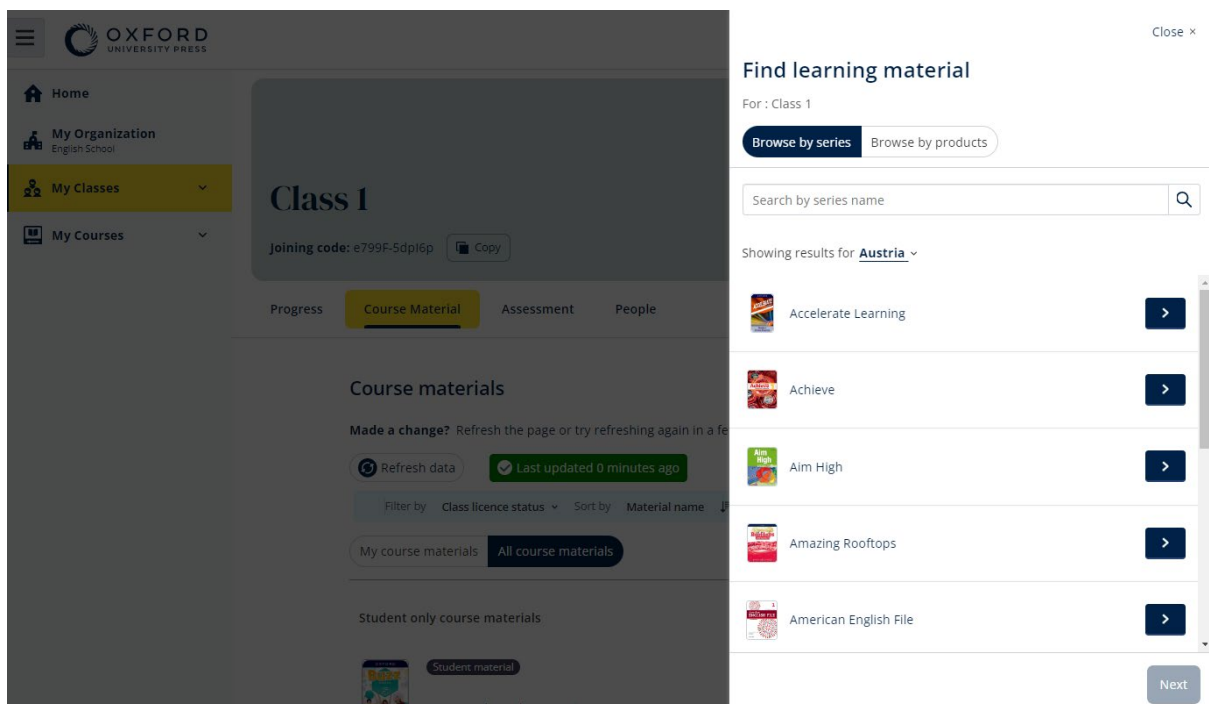 OXFORD
UNIVERSITY PRESS
Home
My Organization
English School
My Classes
My Courses
Class 1
Joining code: e799F-5dpI6p
Copy
Progress
Course Material
Assessment
People
Course materials
Made a change? Refresh the page or try refreshing again in a fe
Refresh data
Last updated 0 minutes ago
Filter by Class licence status Sort by Material name
My course materials All course materials
Student only course materials
Student material
Close ×
Find learning material
For : Class 1
Browse by series Browse by products
Search by series name
Showing results for Austria
Accelerate Learning
Achieve
Aim High
Aim
High
Amazing Rooftops
American English File
Next